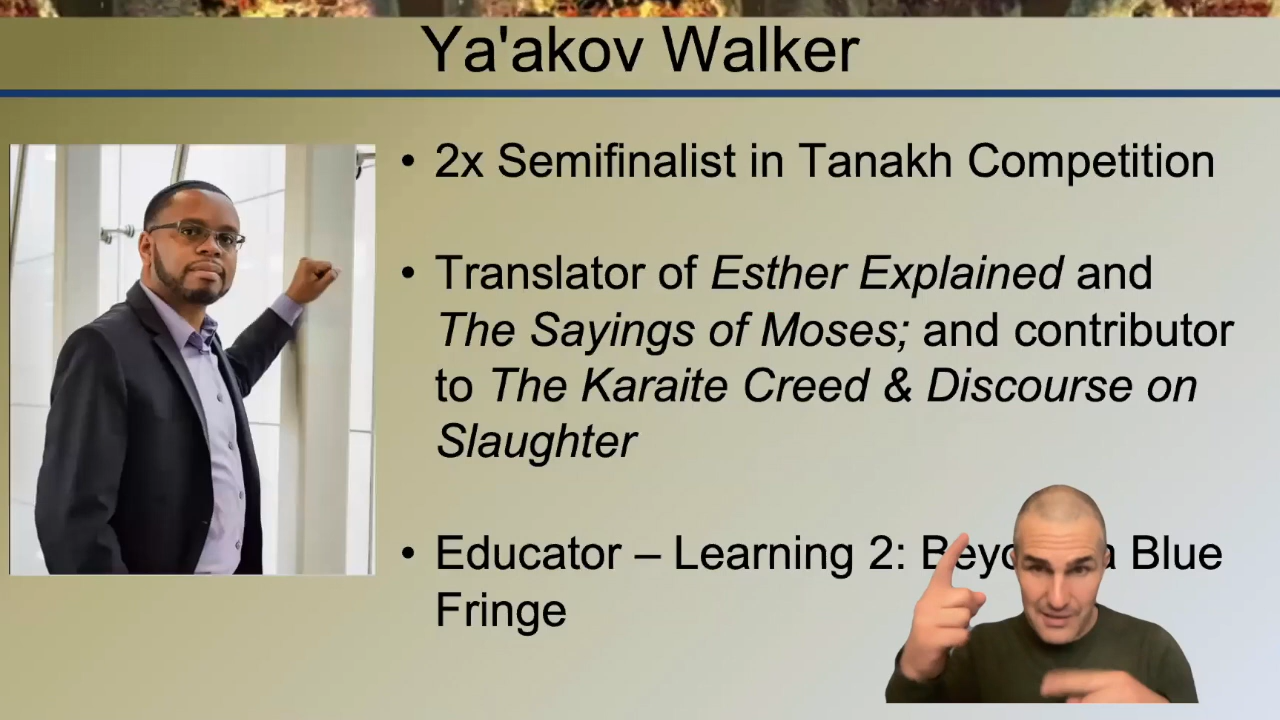 Ya'akov Walker
• 2x Semifinalist in Tanakh Competition
• Translator of Esther Explained and
The Sayings of Moses; and contributor
to The Karaite Creed & Discourse on
Slaughter
• Educator – Learning 2: Blue
Fringe